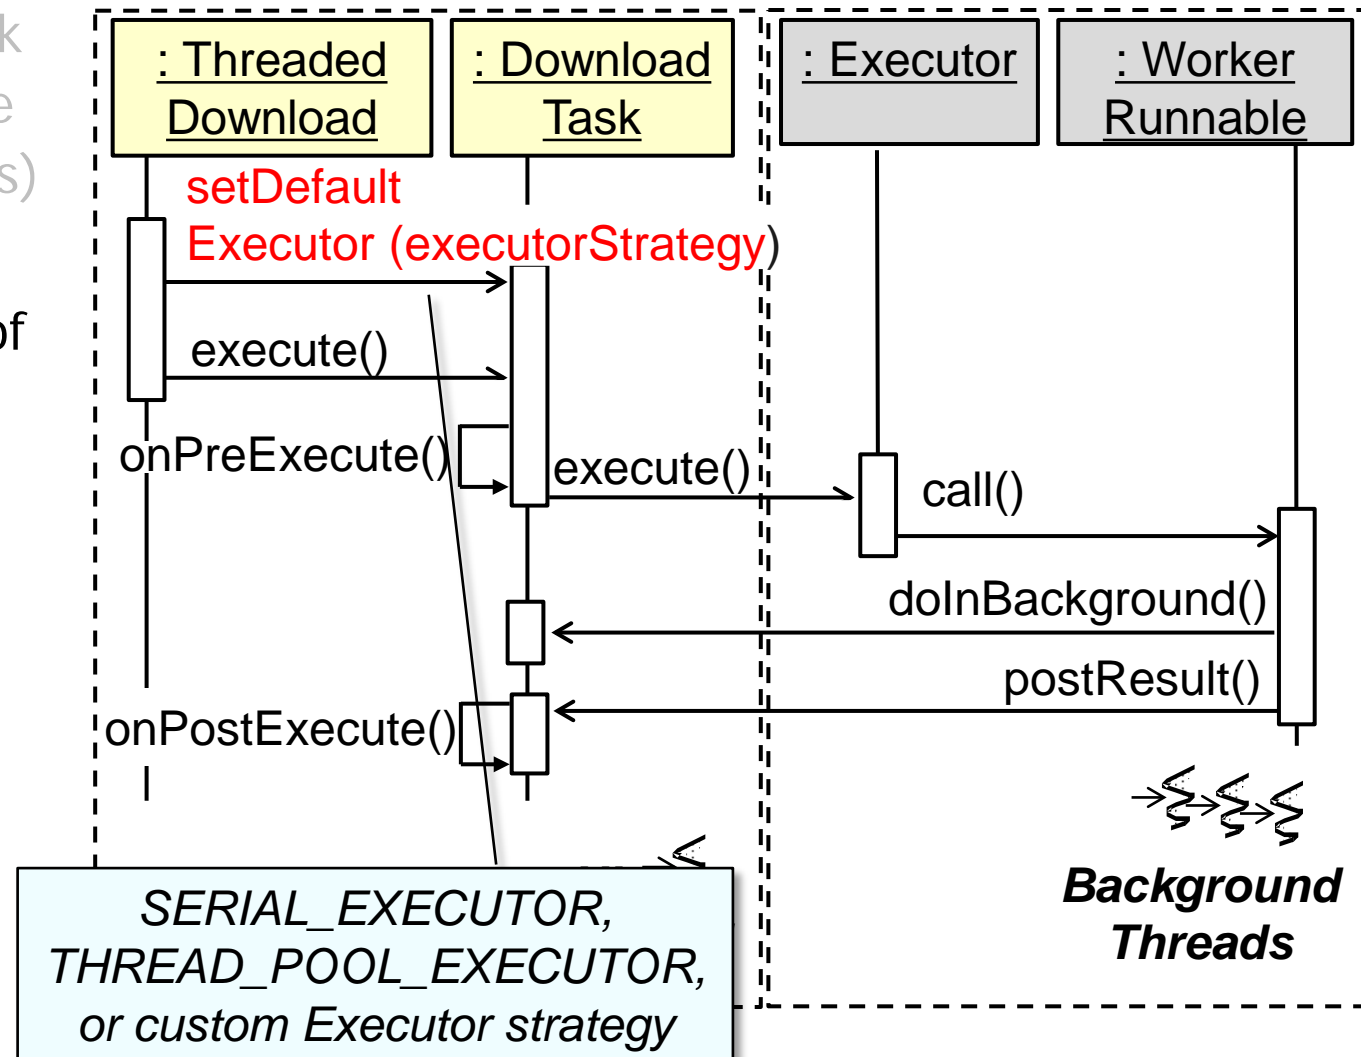 k
e
s)
of
: Threaded
Download
: Download
Task
: Executor
: Worker
Runnable
setDefault
Executor (executorStrategy)
execute()
onPreExecute()
execute()
call()
doInBackground()
postResult()
onPostExecute()
Background
Threads
SERIAL_EXECUTOR,
THREAD_POOL_EXECUTOR,
or custom Executor strategy